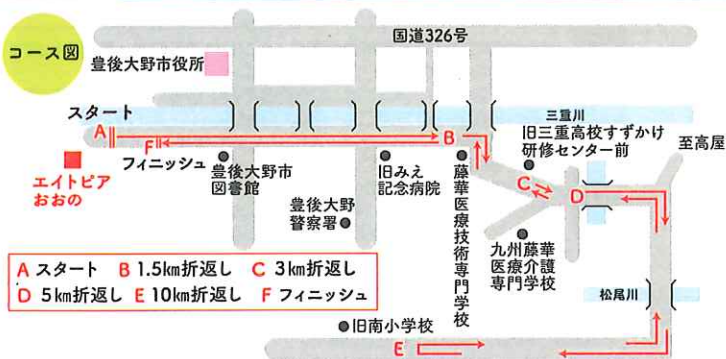 コース図
国道326号
豊後大野市役所
スタート
三重川
A
F
B
旧三重高校すずかけ
研修センター前
至高屋
フィニッシュ
エイトピア
おおの
豊後大野市
図書館
旧みえ
記念病院
藤華医療技術専門学校
C
D
豊後大野
警察署
九州藤華
医療介護
専門学校
A スタート B 1.5km折返し C 3km折返し
D 5km折返し E 10km折返し F フィニッシュ
松尾川
旧南小学校
E